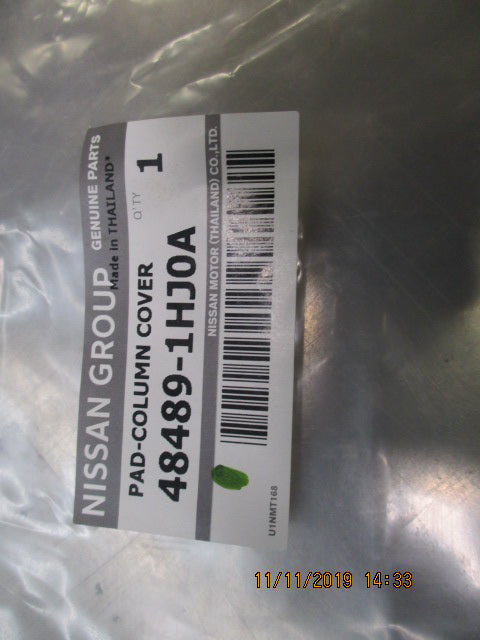 NISSAN GROUP GENUINE PARTS
Made in THAILAND*
PAD-COLUMN COVER Q'TY 1
48489-1HJ0A
NISSAN MOTOR (THAILAND) CO.,LTD.
U1NMT168
11/11/2019 14:33